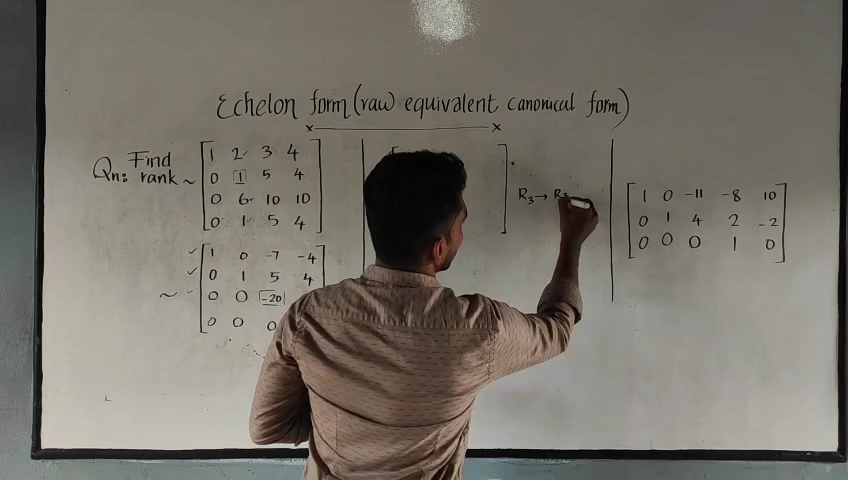 Echelon form (raw equivalent canonical form)
x x
Qn: Find rank ~
1 2 3 4
0 1 5 4
0 6 10 10
0 1 5 4
~
1 0 -7 -4
0 1 5 4
0 0 -20
0 0 0
R3 → R3
1 0 -11 -8 10
0 1 4 2 -2
0 0 0 1 0